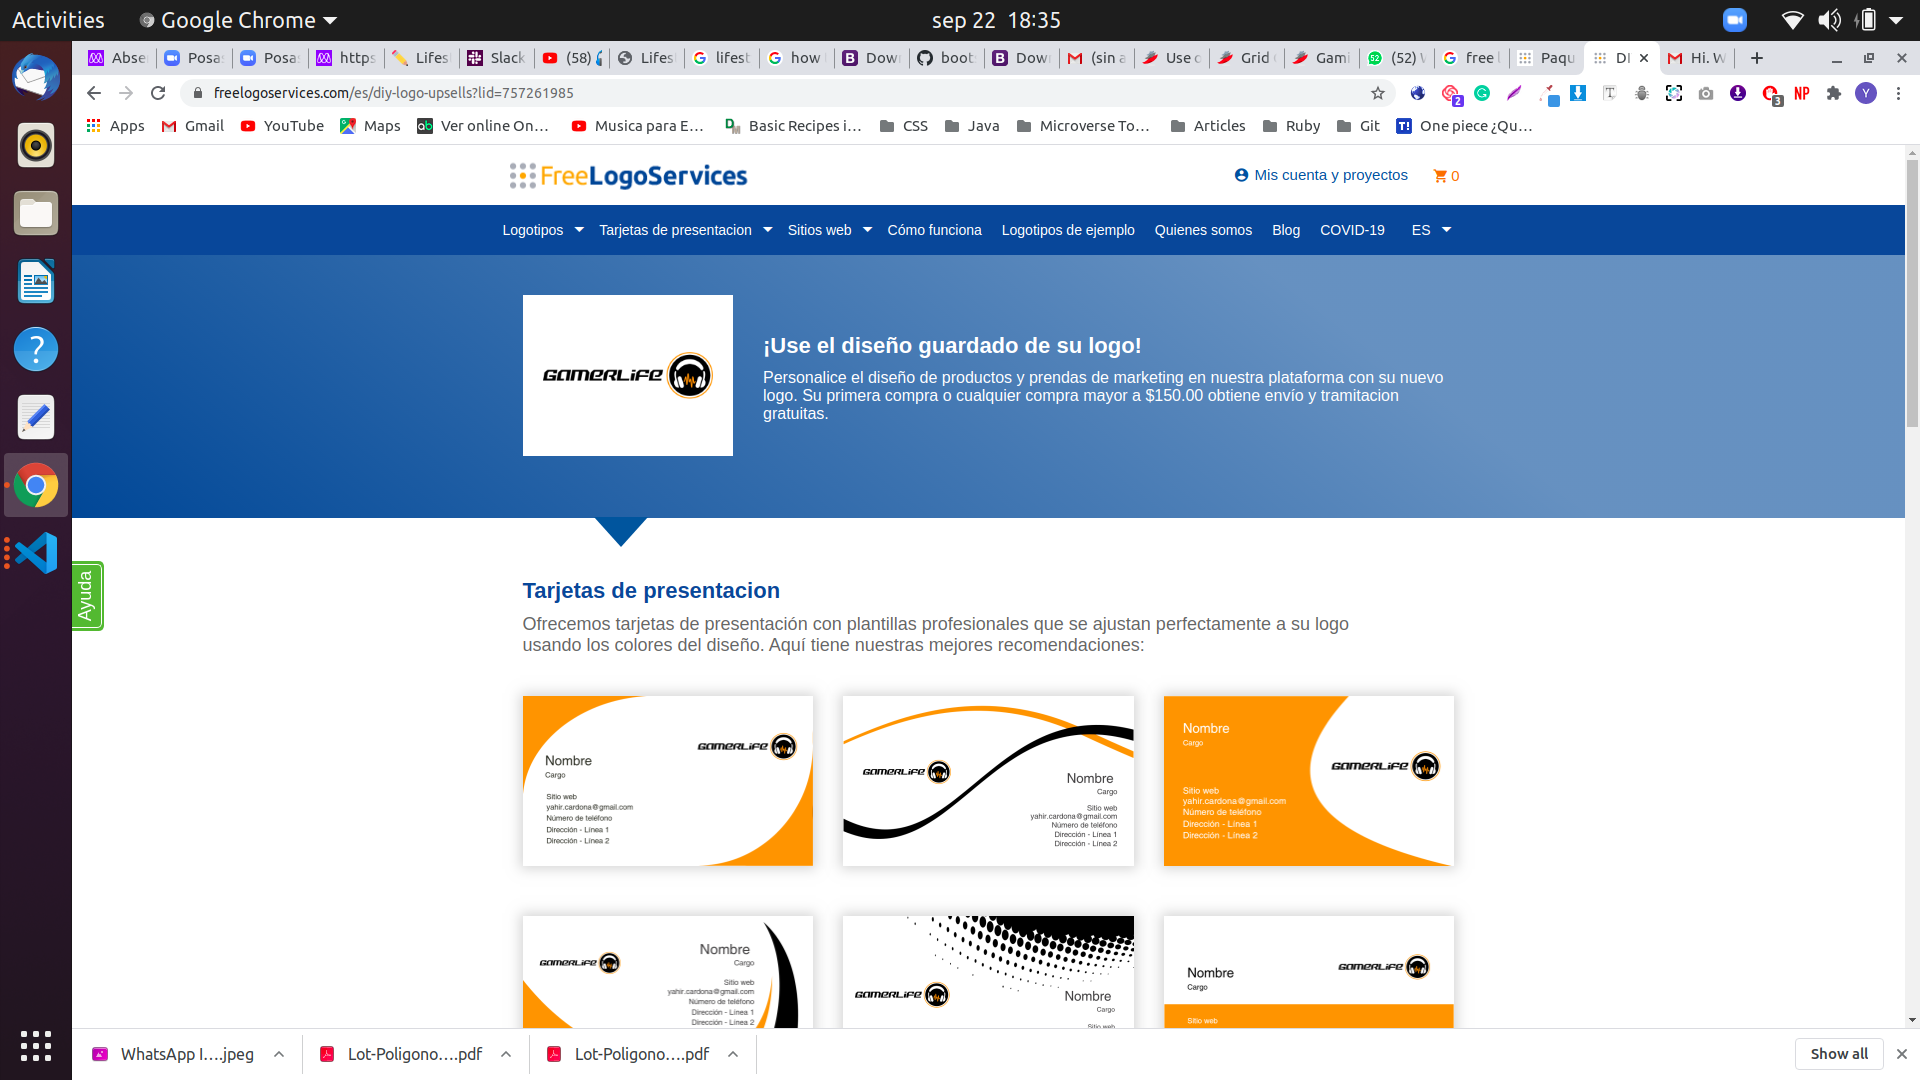 Activities
Google Chrome
sep 22 18:35
Abse
Posa
Posa
https
Lifes
Slack
(58)
Lifes
lifest
how
Dow
boot
Dow
(sin a
Use o
Grid
Gami
(52)
free l
Paqu
DI
Hi. W
freelogoservices.com/es/diy-logo-upsells?lid=757261985
2
3
NP
Y
Apps
Gmail
YouTube
Maps
Ver online On…
Musica para E…
Basic Recipes i…
CSS
Java
Microverse To…
Articles
Ruby
Git
One piece ¿Qu…
FreeLogoServices
Mis cuenta y proyectos
0
Logotipos
Tarjetas de presentacion
Sitios web
Cómo funciona
Logotipos de ejemplo
Quienes somos
Blog
COVID-19
ES
GAMERLIFE
¡Use el diseño guardado de su logo!
Personalice el diseño de productos y prendas de marketing en nuestra plataforma con su nuevo
logo. Su primera compra o cualquier compra mayor a $150.00 obtiene envío y tramitacion
gratuitas.
Ayuda
Tarjetas de presentacion
Ofrecemos tarjetas de presentación con plantillas profesionales que se ajustan perfectamente a su logo
usando los colores del diseño. Aquí tiene nuestras mejores recomendaciones:
GAMERLIFE
Nombre
Cargo
Sitio web
yahir.cardona@gmail.com
Número de teléfono
Dirección - Línea 1
Dirección - Línea 2
GAMERLIFE
Nombre
Cargo
Sitio web
yahir.cardona@gmail.com
Número de teléfono
Dirección - Línea 1
Dirección - Línea 2
Nombre
Cargo
GAMERLIFE
Sitio web
yahir.cardona@gmail.com
Número de teléfono
Dirección - Línea 1
Dirección - Línea 2
GAMERLIFE
Nombre
Cargo
Sitio web
yahir.cardona@gmail.com
Número de teléfono
Dirección - Línea 1
Dirección - Línea 2
GAMERLIFE
Nombre
Cargo
Sitio web
GAMERLIFE
Nombre
Cargo
Sitio web
WhatsApp I….jpeg
Lot-Poligono….pdf
Lot-Poligono….pdf
Show all